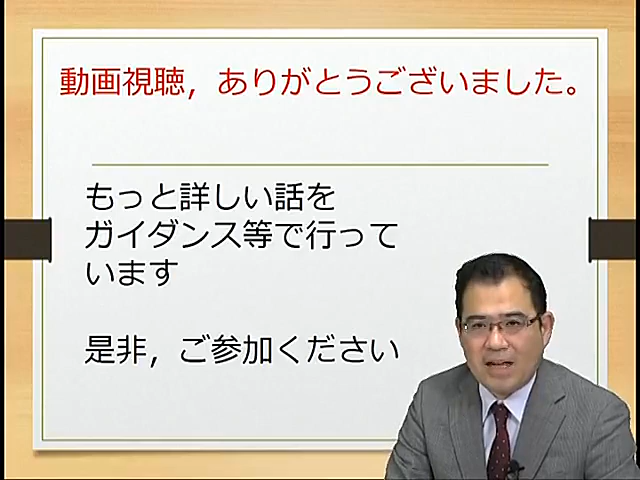 動画視聴，ありがとうございました。
もっと詳しい話を
ガイダンス等で行って
います
是非，ご参加ください